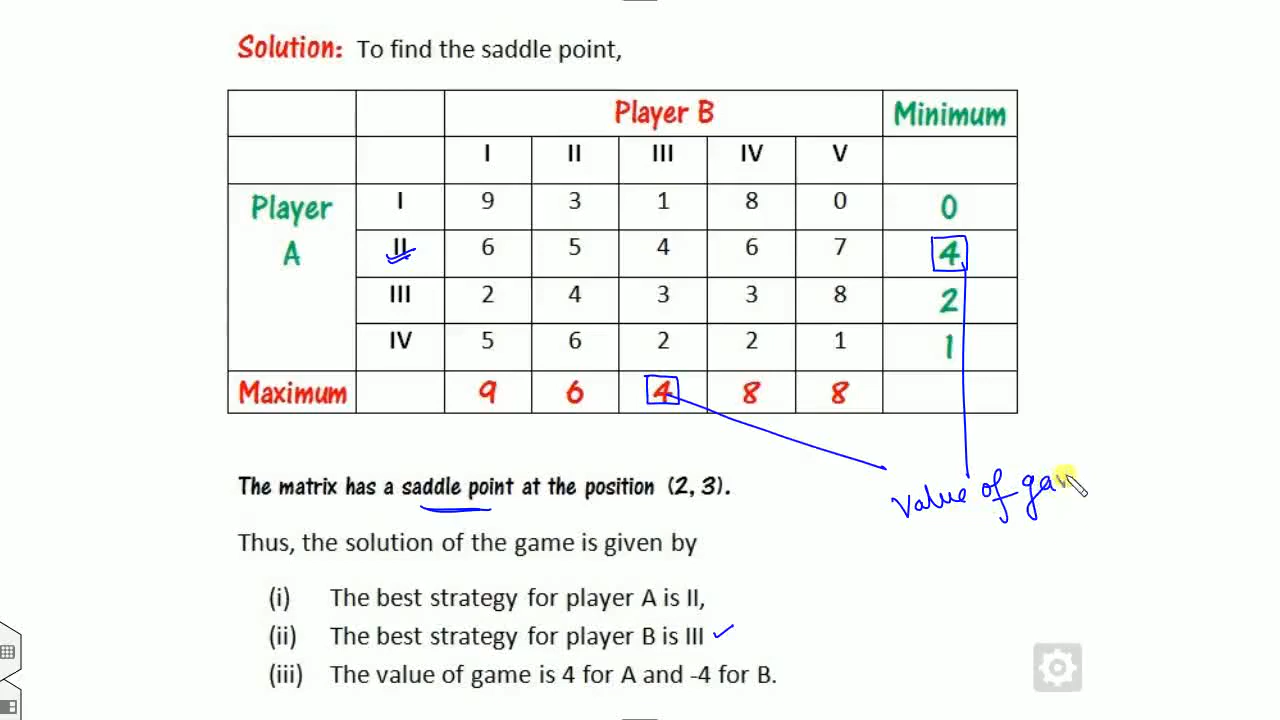 Solution: To find the saddle point,
Player B Minimum
I II III IV V
Player A
I 9 3 1 8 0 0
II 6 5 4 6 7 4
III 2 4 3 3 8 2
IV 5 6 2 2 1 1
Maximum 9 6 4 8 8
The matrix has a saddle point at the position (2, 3).
value of gam
Thus, the solution of the game is given by
(i) The best strategy for player A is II,
(ii) The best strategy for player B is III
(iii) The value of game is 4 for A and -4 for B.